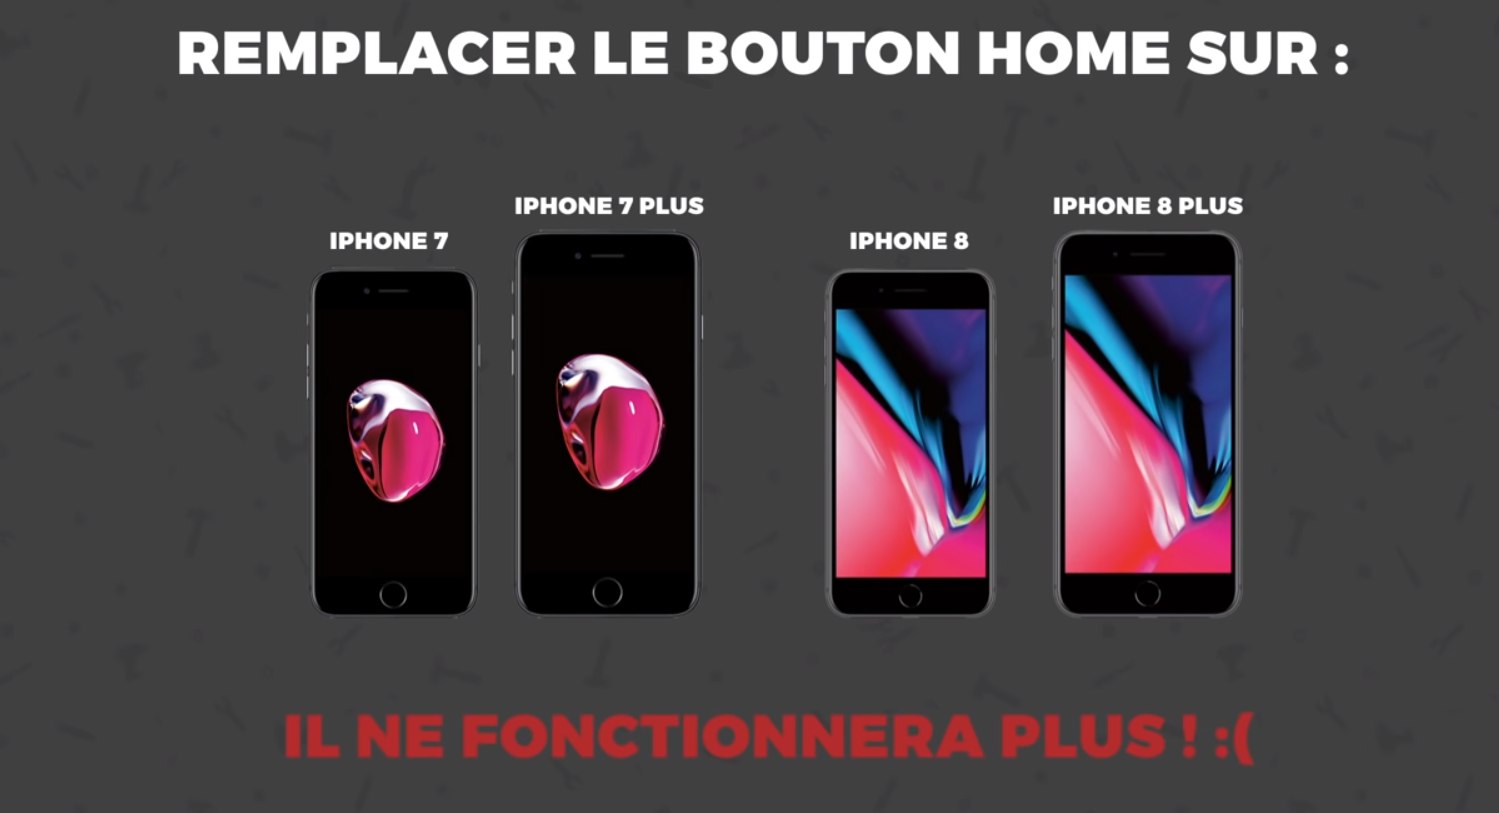 REMPLACER LE BOUTON HOME SUR :
IPHONE 7
IPHONE 7 PLUS
IPHONE 8
IPHONE 8 PLUS
IL NE FONCTIONNERA PLUS ! :(